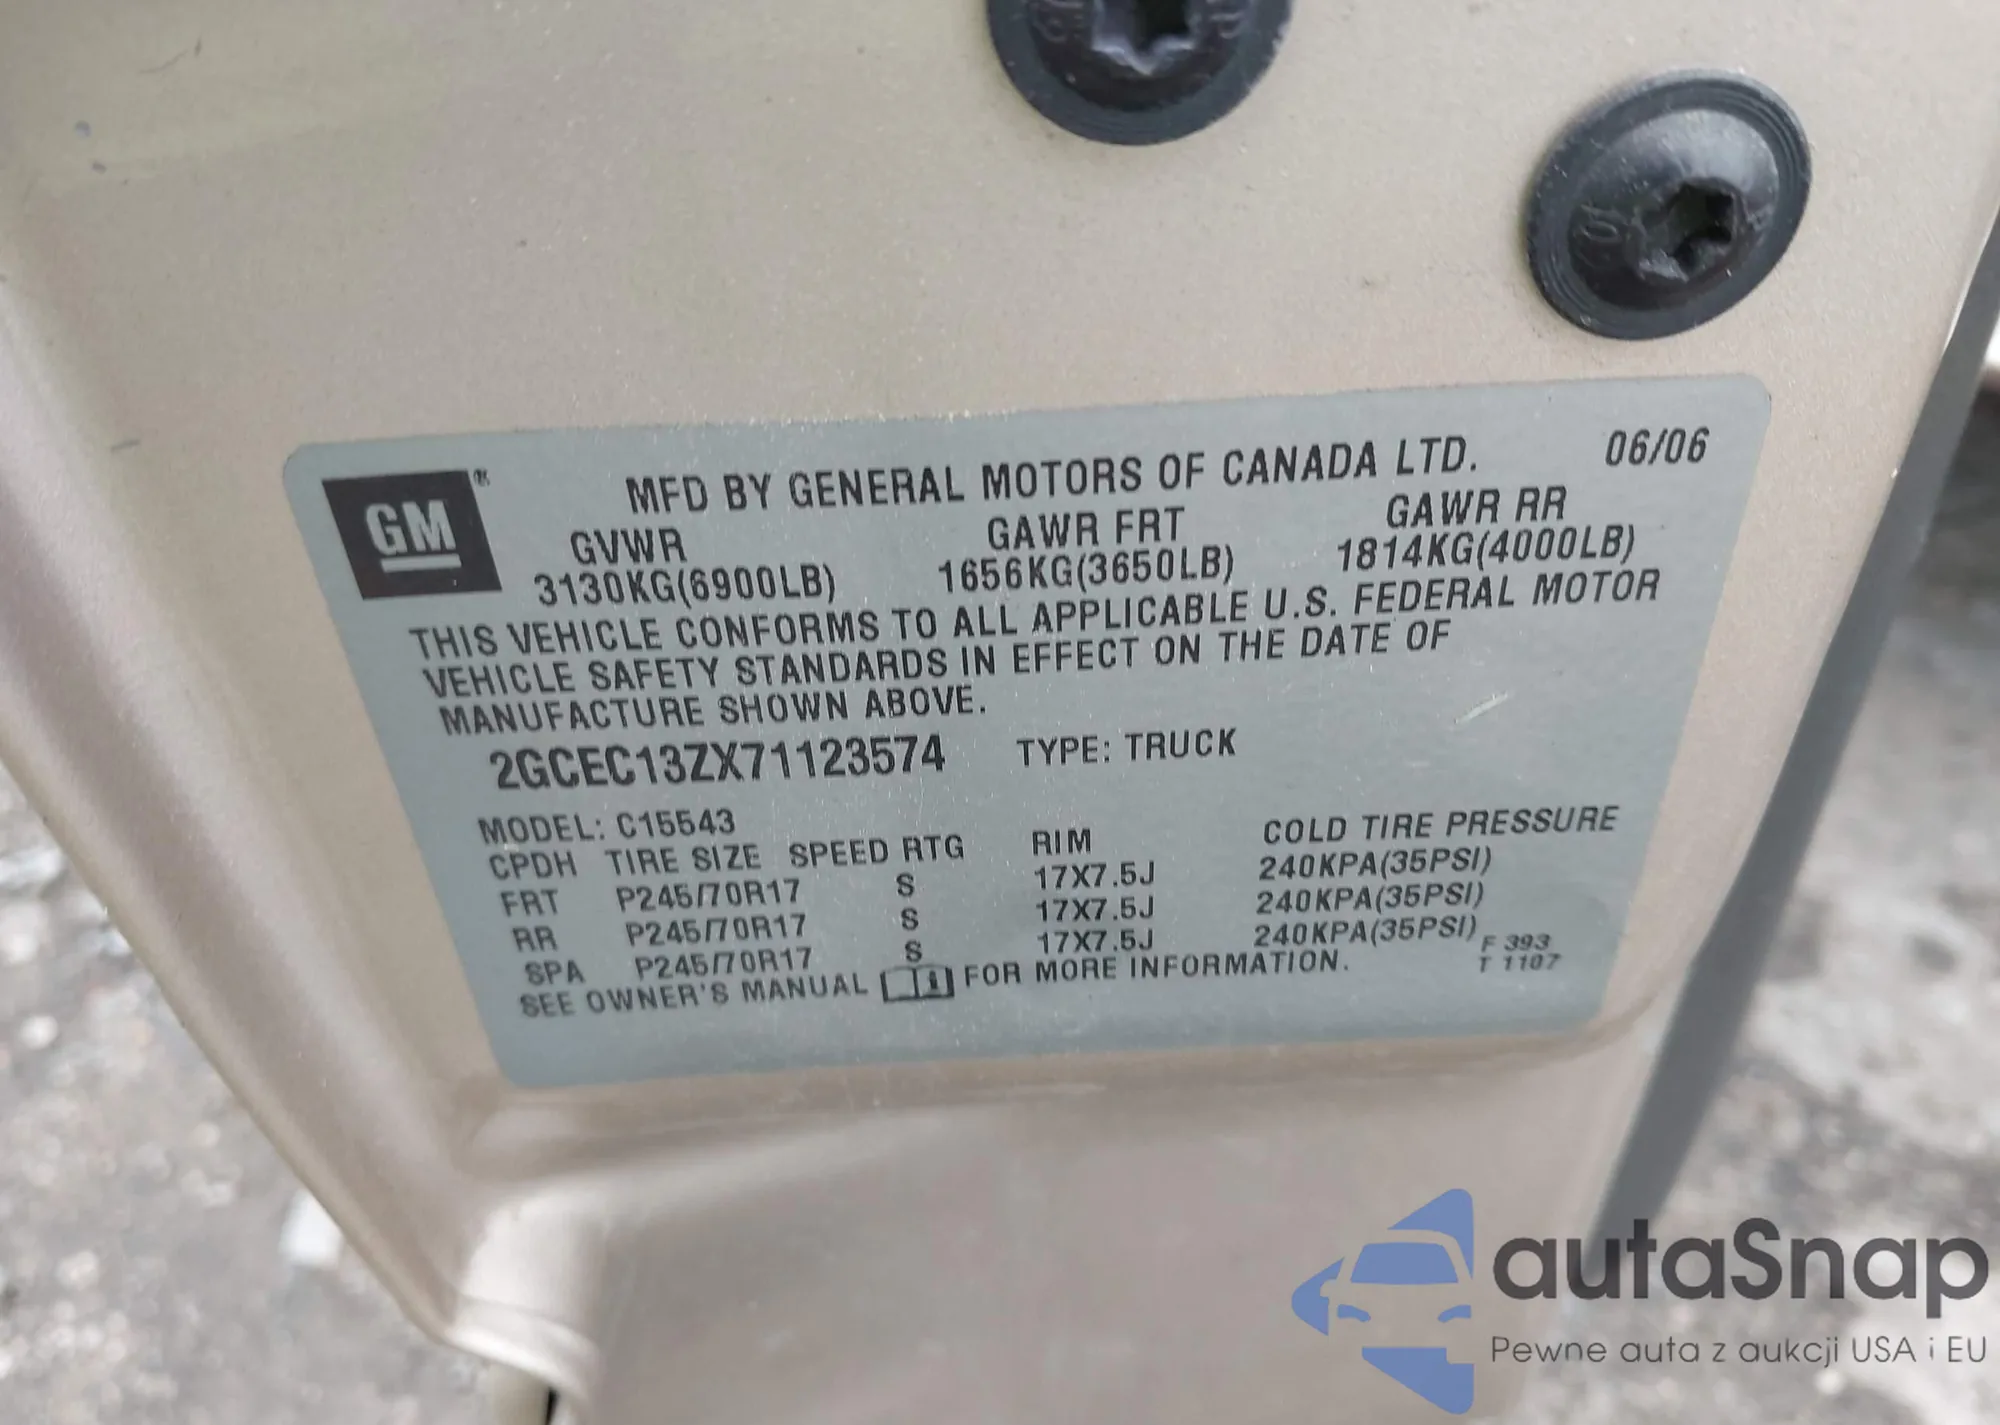 GM®
MFD BY GENERAL MOTORS OF CANADA LTD. 06/06
GVWR GAWR FRT GAWR RR
3130KG(6900LB) 1656KG(3650LB) 1814KG(4000LB)
THIS VEHICLE CONFORMS TO ALL APPLICABLE U.S. FEDERAL MOTOR
VEHICLE SAFETY STANDARDS IN EFFECT ON THE DATE OF
MANUFACTURE SHOWN ABOVE.
2GCEC13ZX71123574 TYPE: TRUCK
MODEL: C15543
CPDH TIRE SIZE SPEED RTG RIM COLD TIRE PRESSURE
FRT P245/70R17 S 17X7.5J 240KPA(35PSI)
RR P245/70R17 S 17X7.5J 240KPA(35PSI)
SPA P245/70R17 S 17X7.5J 240KPA(35PSI)
F 393
T 1107
SEE OWNER'S MANUAL FOR MORE INFORMATION.
10
autaSnap
Pewne auta z aukcji USA i EU